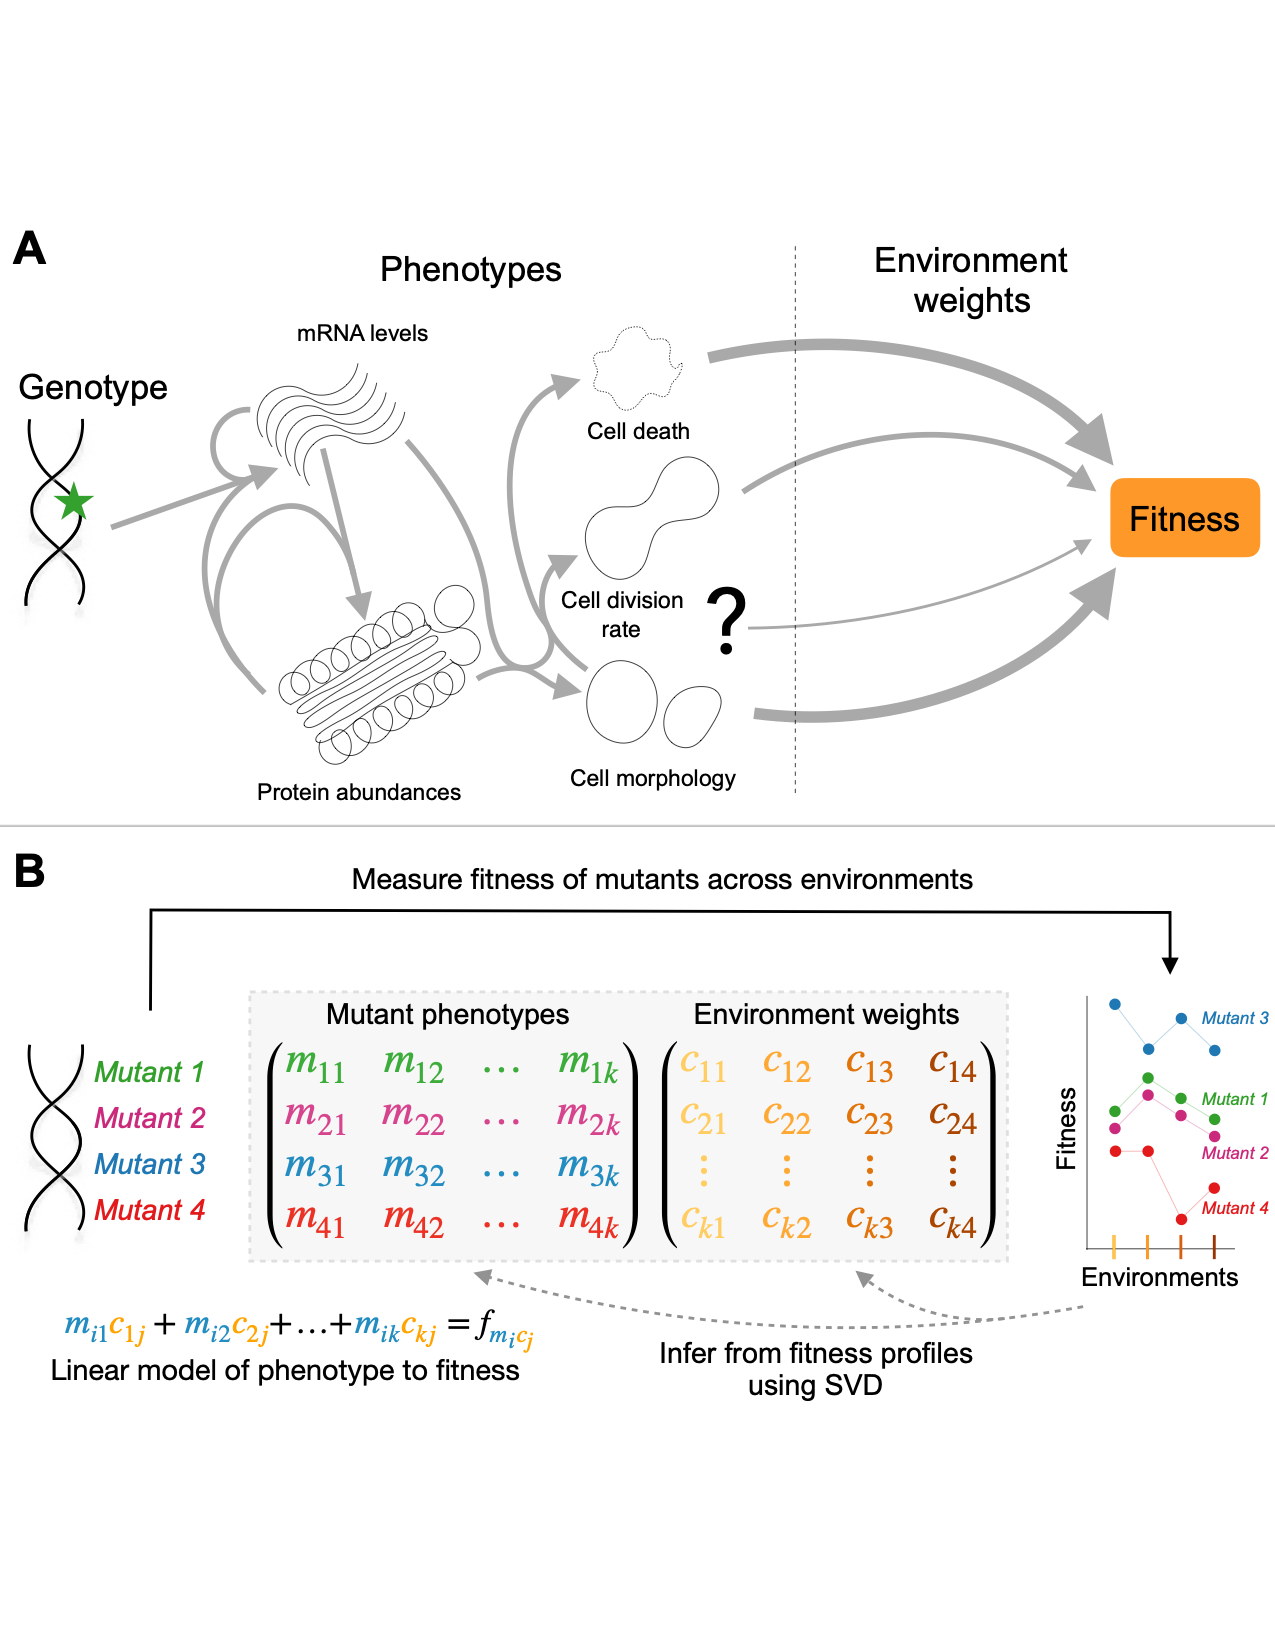 A
Phenotypes
Environment
weights
mRNA levels
Genotype
Cell death
Fitness
Cell division
rate
?
Cell morphology
Protein abundances
B
Measure fitness of mutants across environments
Mutant phenotypes
Environment weights
Mutant 1
Mutant 2
Mutant 3
Mutant 4
m11 m12 ... m1k
m21 m22 ... m2k
m31 m32 ... m3k
m41 m42 ... m4k
c11 c12 c13 c14
c21 c22 c23 c24
⋮ ⋮ ⋮ ⋮
ck1 ck2 ck3 ck4
Fitness
Mutant 3
Mutant 1
Mutant 2
Mutant 4
Environments
mi1c1j + mi2c2j+...+mikckj = fmicj
Linear model of phenotype to fitness
Infer from fitness profiles
using SVD